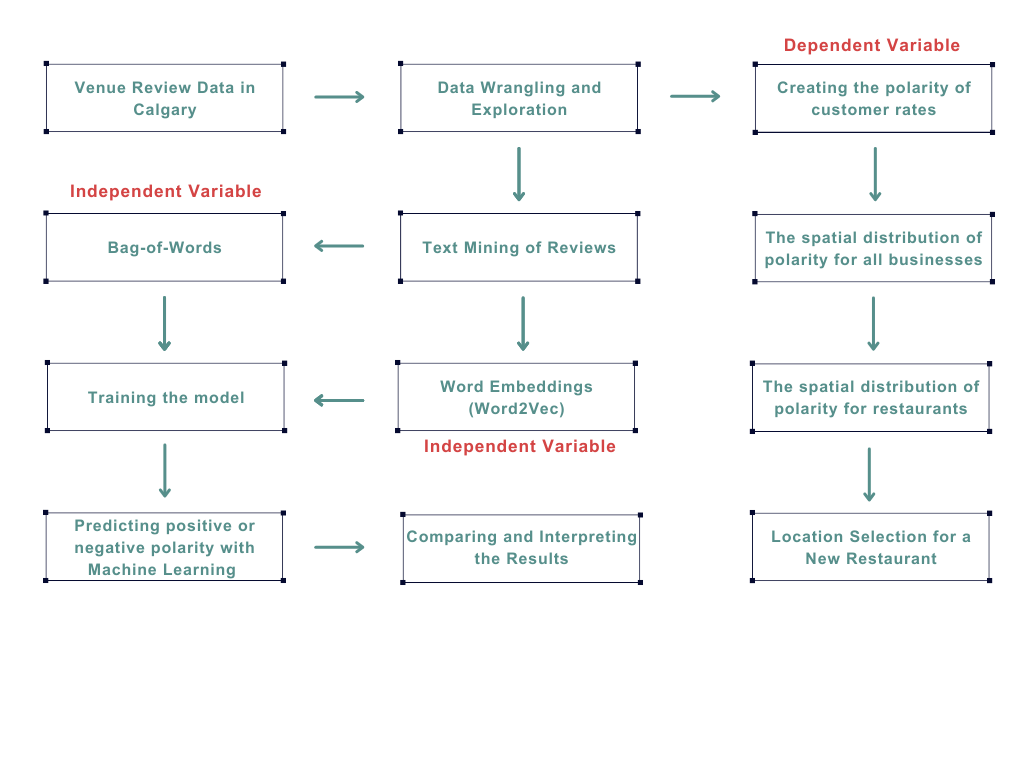 Dependent Variable
Venue Review Data in
Calgary
Data Wrangling and
Exploration
Creating the polarity of
customer rates
Independent Variable
Bag-of-Words
Text Mining of Reviews
The spatial distribution of
polarity for all businesses
Training the model
Word Embeddings
(Word2Vec)
The spatial distribution of
polarity for restaurants
Independent Variable
Predicting positive or
negative polarity with
Machine Learning
Comparing and Interpreting
the Results
Location Selection for a
New Restaurant